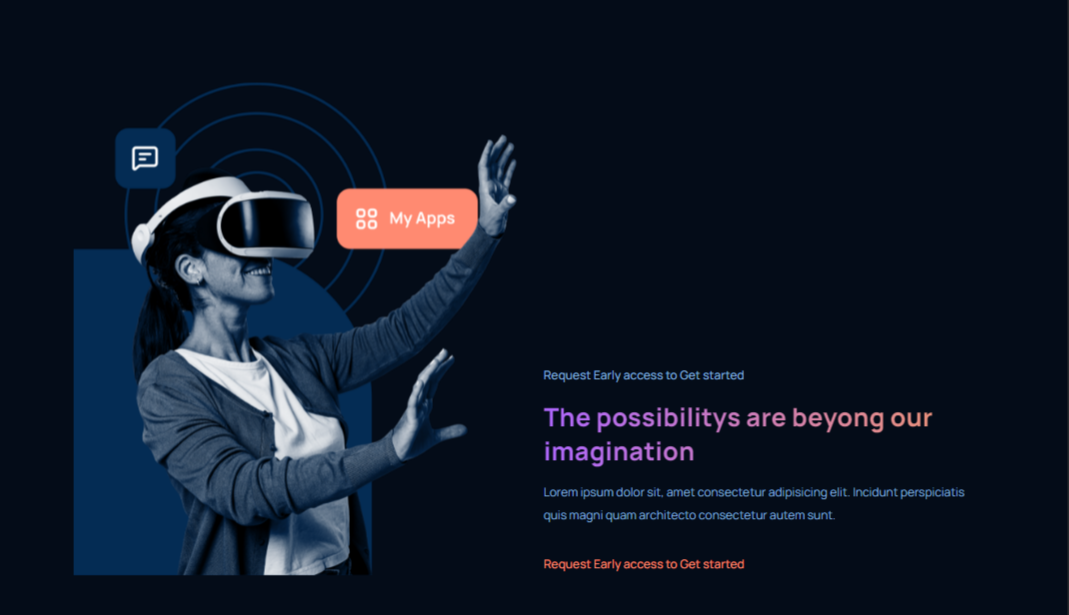 My Apps
Request Early access to Get started
The possibilitys are beyong our
imagination
Lorem ipsum dolor sit, amet consectetur adipisicing elit. Incidunt perspiciatis
quis magni quam architecto consectetur autem sunt.
Request Early access to Get started